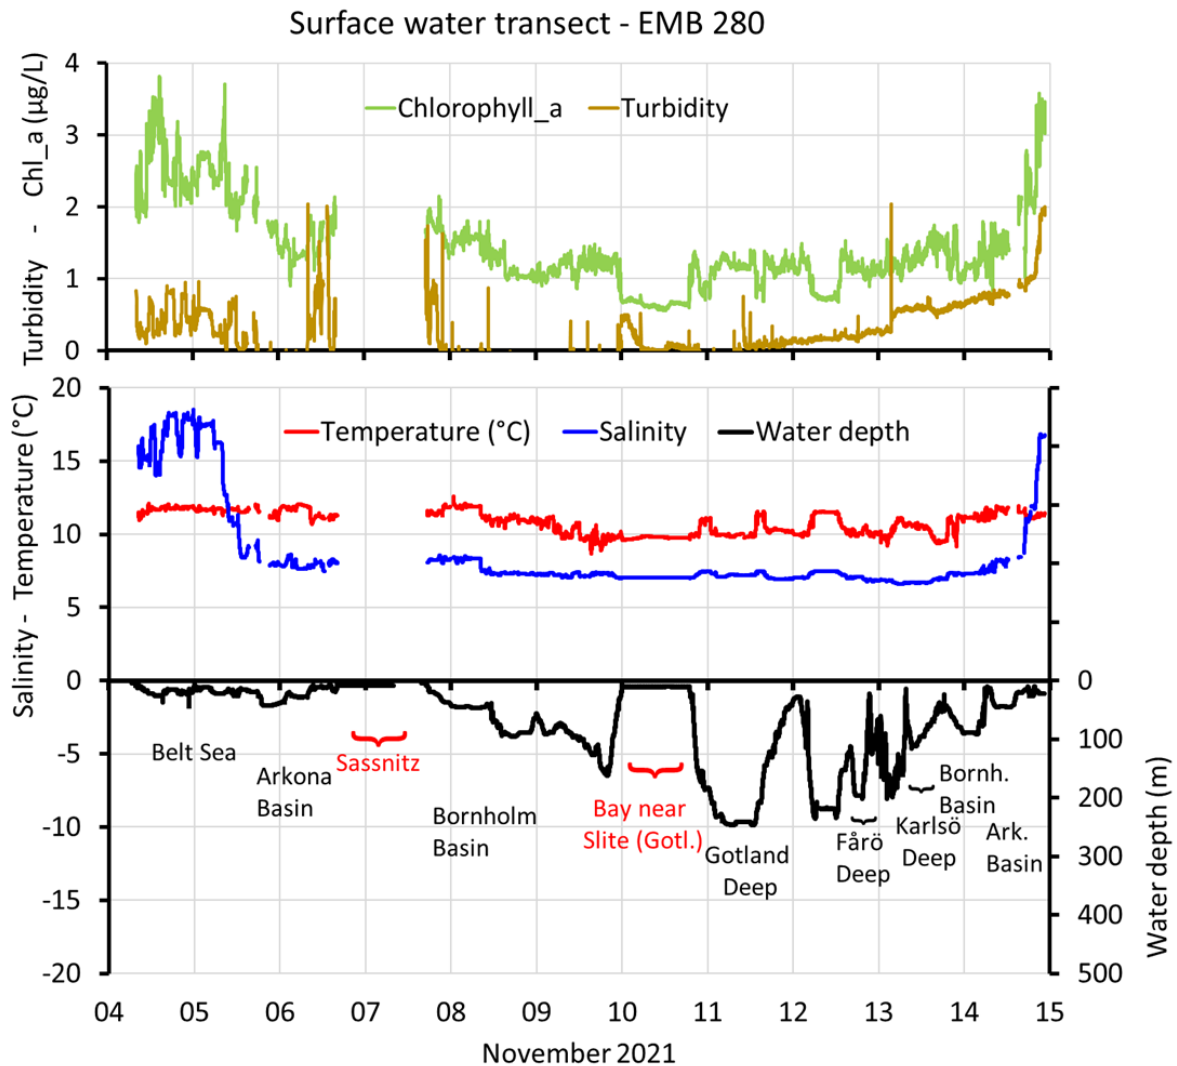 Surface water transect - EMB 280
Turbidity - Chl_a (µg/L)
4
3
2
1
0
Chlorophyll_a
Turbidity
Salinity - Temperature (°C)
20
15
10
5
0
-5
-10
-15
-20
Temperature (°C)
Salinity
Water depth
Belt Sea
Arkona
Basin
Sassnitz
Bornholm
Basin
Bay near
Slite (Gotl.)
Gotland
Deep
Fårö
Deep
Karlsö
Deep
Bornh.
Basin
Ark.
Basin
0
100
200
300
400
500
Water depth (m)
04 05 06 07 08 09 10 11 12 13 14 15
November 2021